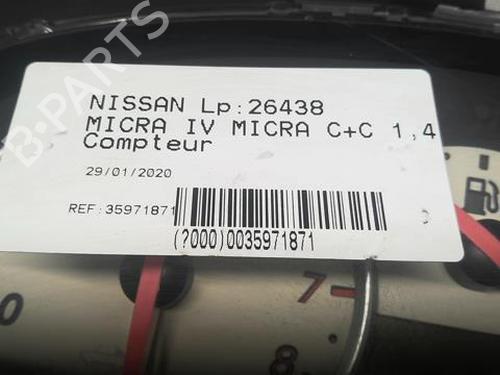 NISSAN Lp:26438
MICRA IV MICRA C+C 1,4
Compteur
29/01/2020
REF:35971871
(?000)0035971871
7
8
0
B-PARTS